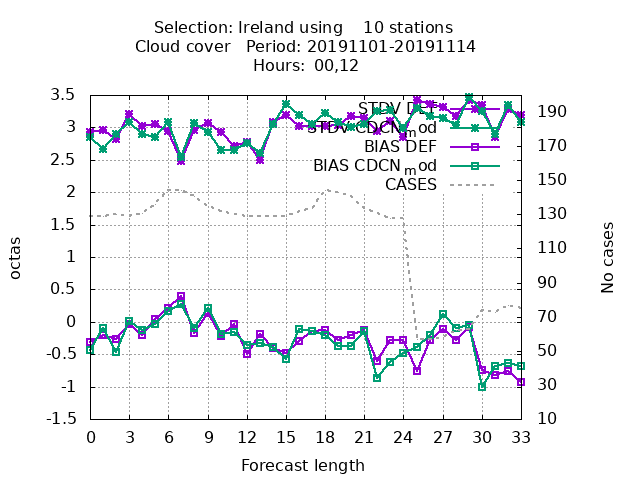 Selection: Ireland using 10 stations
Cloud cover Period: 20191101-20191114
Hours: 00,12
3.5
3
2.5
2
1.5
1
0.5
0
-0.5
-1
-1.5
octas
STDV DEF
STDV CDCNmod
BIAS DEF
BIAS CDCNmod
CASES
190
170
150
130
110
90
70
50
30
10
No cases
0 3 6 9 12 15 18 21 24 27 30 33
Forecast length